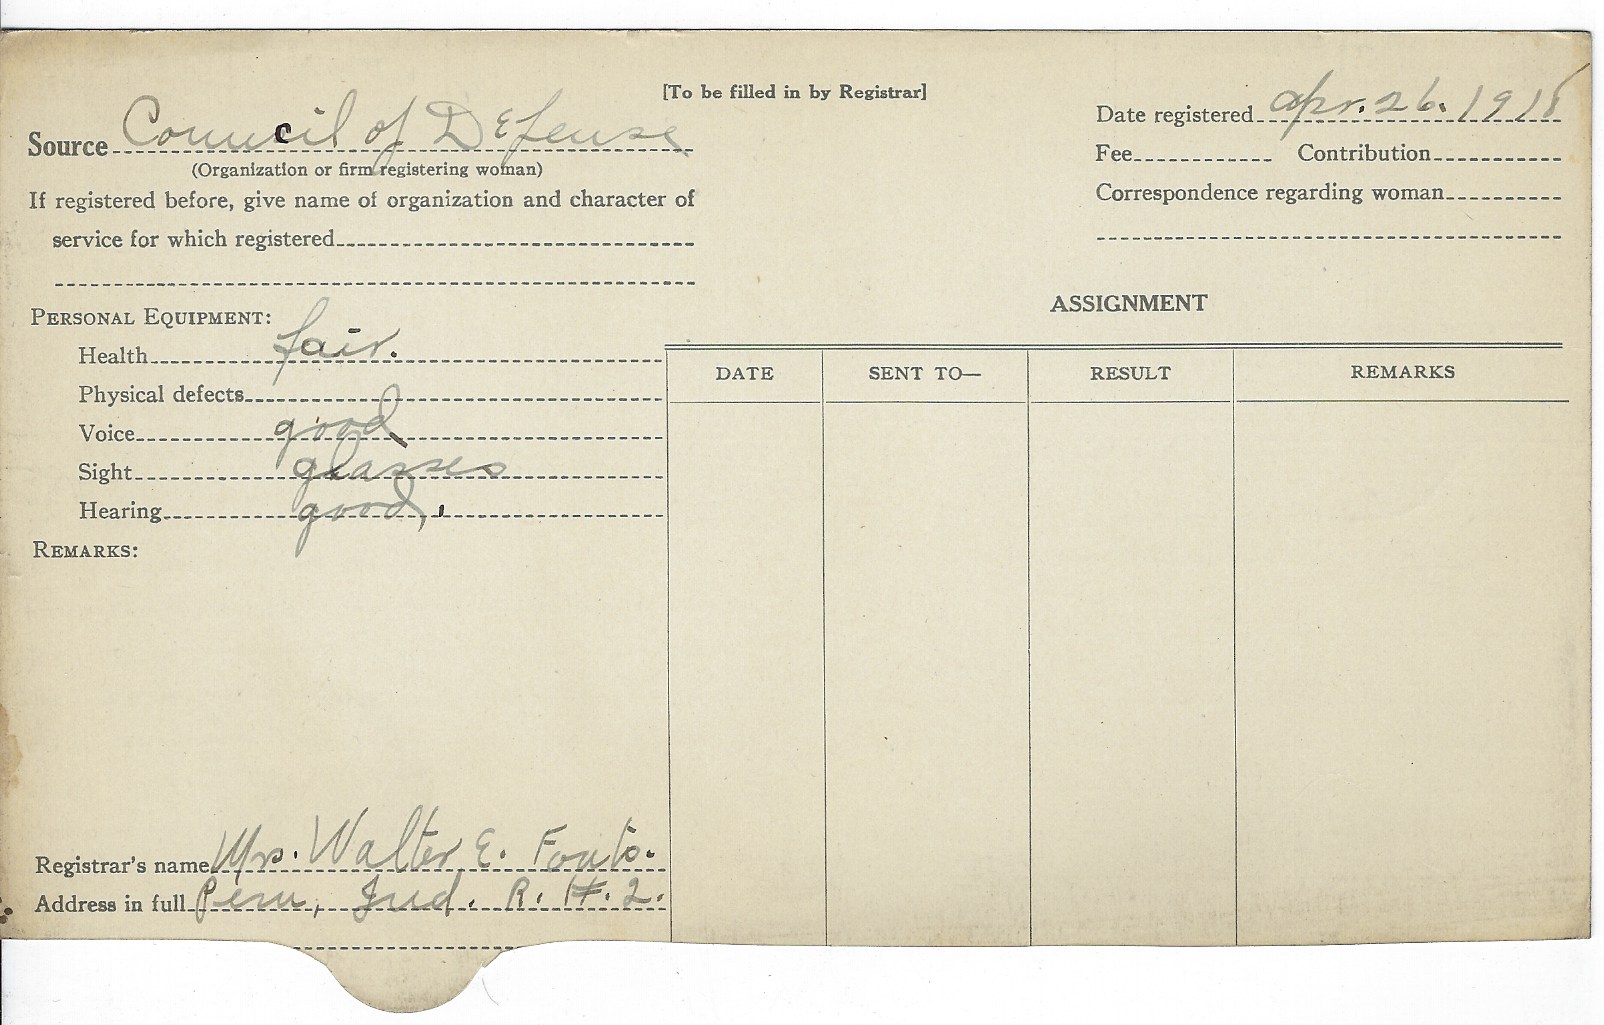 [To be filled in by Registrar]
Source Council of Defense
(Organization or firm registering woman)
If registered before, give name of organization and character of
service for which registered
Date registered Apr. 26. 1918
Fee Contribution
Correspondence regarding woman
PERSONAL EQUIPMENT:
Health fair.
Physical defects
Voice good
Sight glasses
Hearing good,.
REMARKS:
Registrar's name Mrs. Walter E. Fouts.
Address in full Peru, Ind. R. #. 2.
ASSIGNMENT
DATE SENT TO— RESULT REMARKS